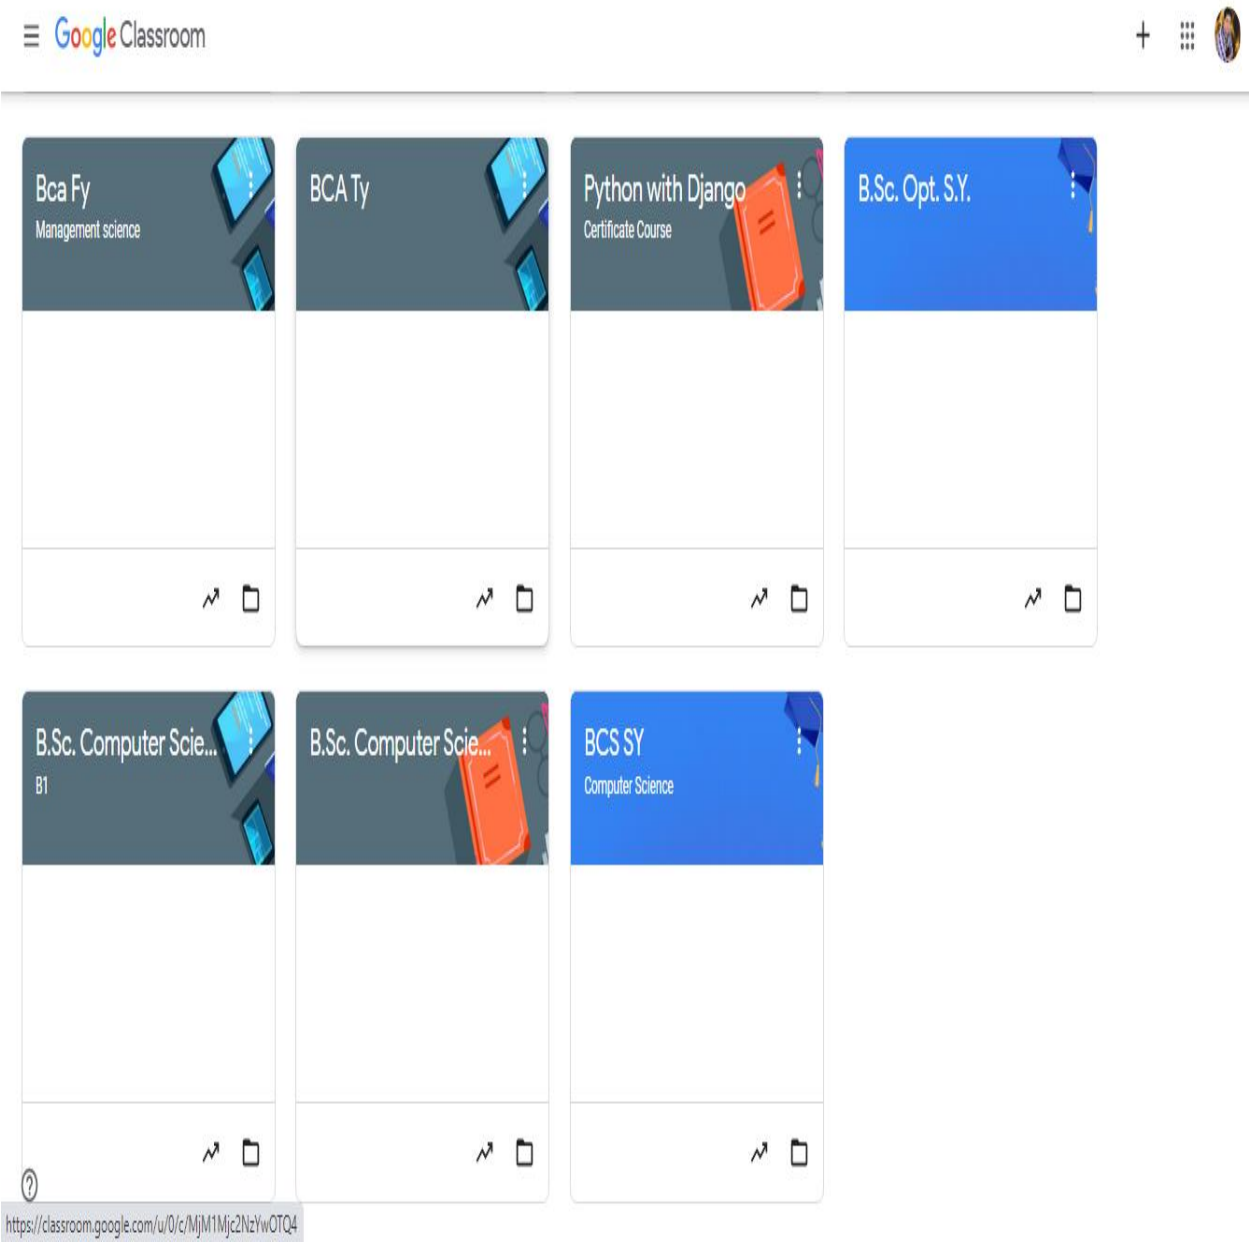 Google Classroom
Bca Fy
Management science
BCA Ty
Python with Django
Certificate Course
B.Sc. Opt. S.Y.
B.Sc. Computer Scie...
B1
B.Sc. Computer Scie...
BCS SY
Computer Science
https://classroom.google.com/u/0/c/MjM1Mjc2NzYwOTQ4